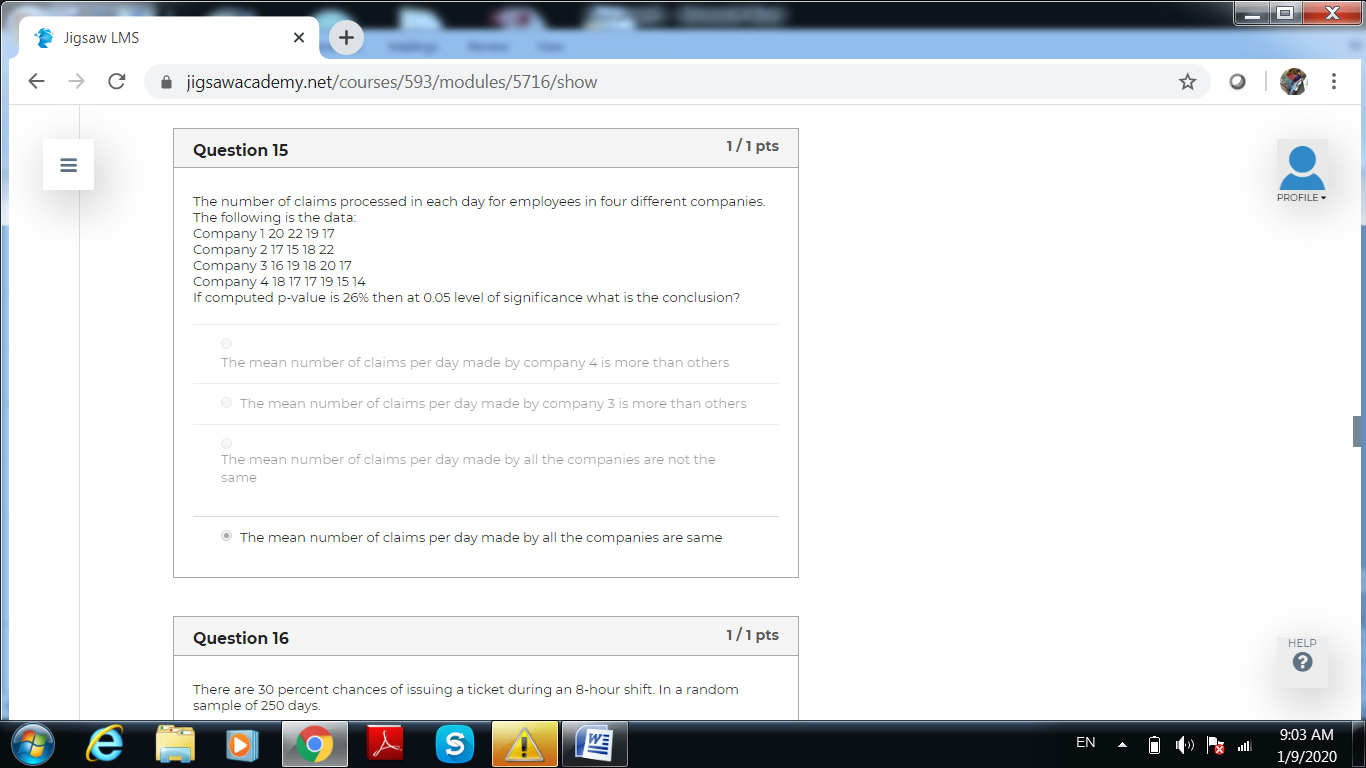 Jigsaw LMS
Mailings Review View
jigsawacademy.net/courses/593/modules/5716/show
Question 15
1 / 1 pts
PROFILE
The number of claims processed in each day for employees in four different companies.
The following is the data:
Company 1 20 22 19 17
Company 2 17 15 18 22
Company 3 16 19 18 20 17
Company 4 18 17 17 19 15 14
If computed p-value is 26% then at 0.05 level of significance what is the conclusion?
The mean number of claims per day made by company 4 is more than others
The mean number of claims per day made by company 3 is more than others
The mean number of claims per day made by all the companies are not the
same
The mean number of claims per day made by all the companies are same
Question 16
1 / 1 pts
HELP
There are 30 percent chances of issuing a ticket during an 8-hour shift. In a random
sample of 250 days.
EN
9:03 AM
1/9/2020